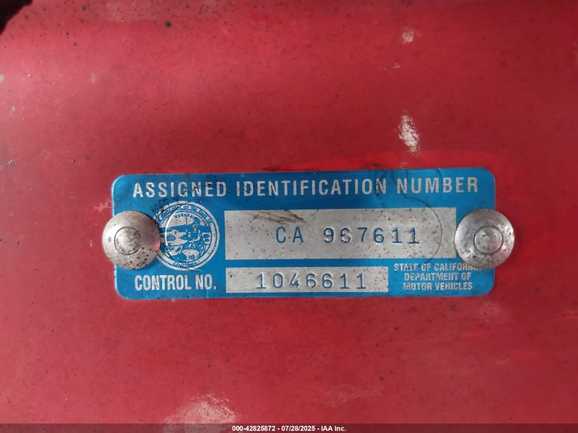 ASSIGNED IDENTIFICATION NUMBER
CA 967611
CONTROL NO. 1046611
STATE OF CALIFORNIA
DEPARTMENT OF
MOTOR VEHICLES
000-42825872 - 07/28/2025 - IAA Inc.